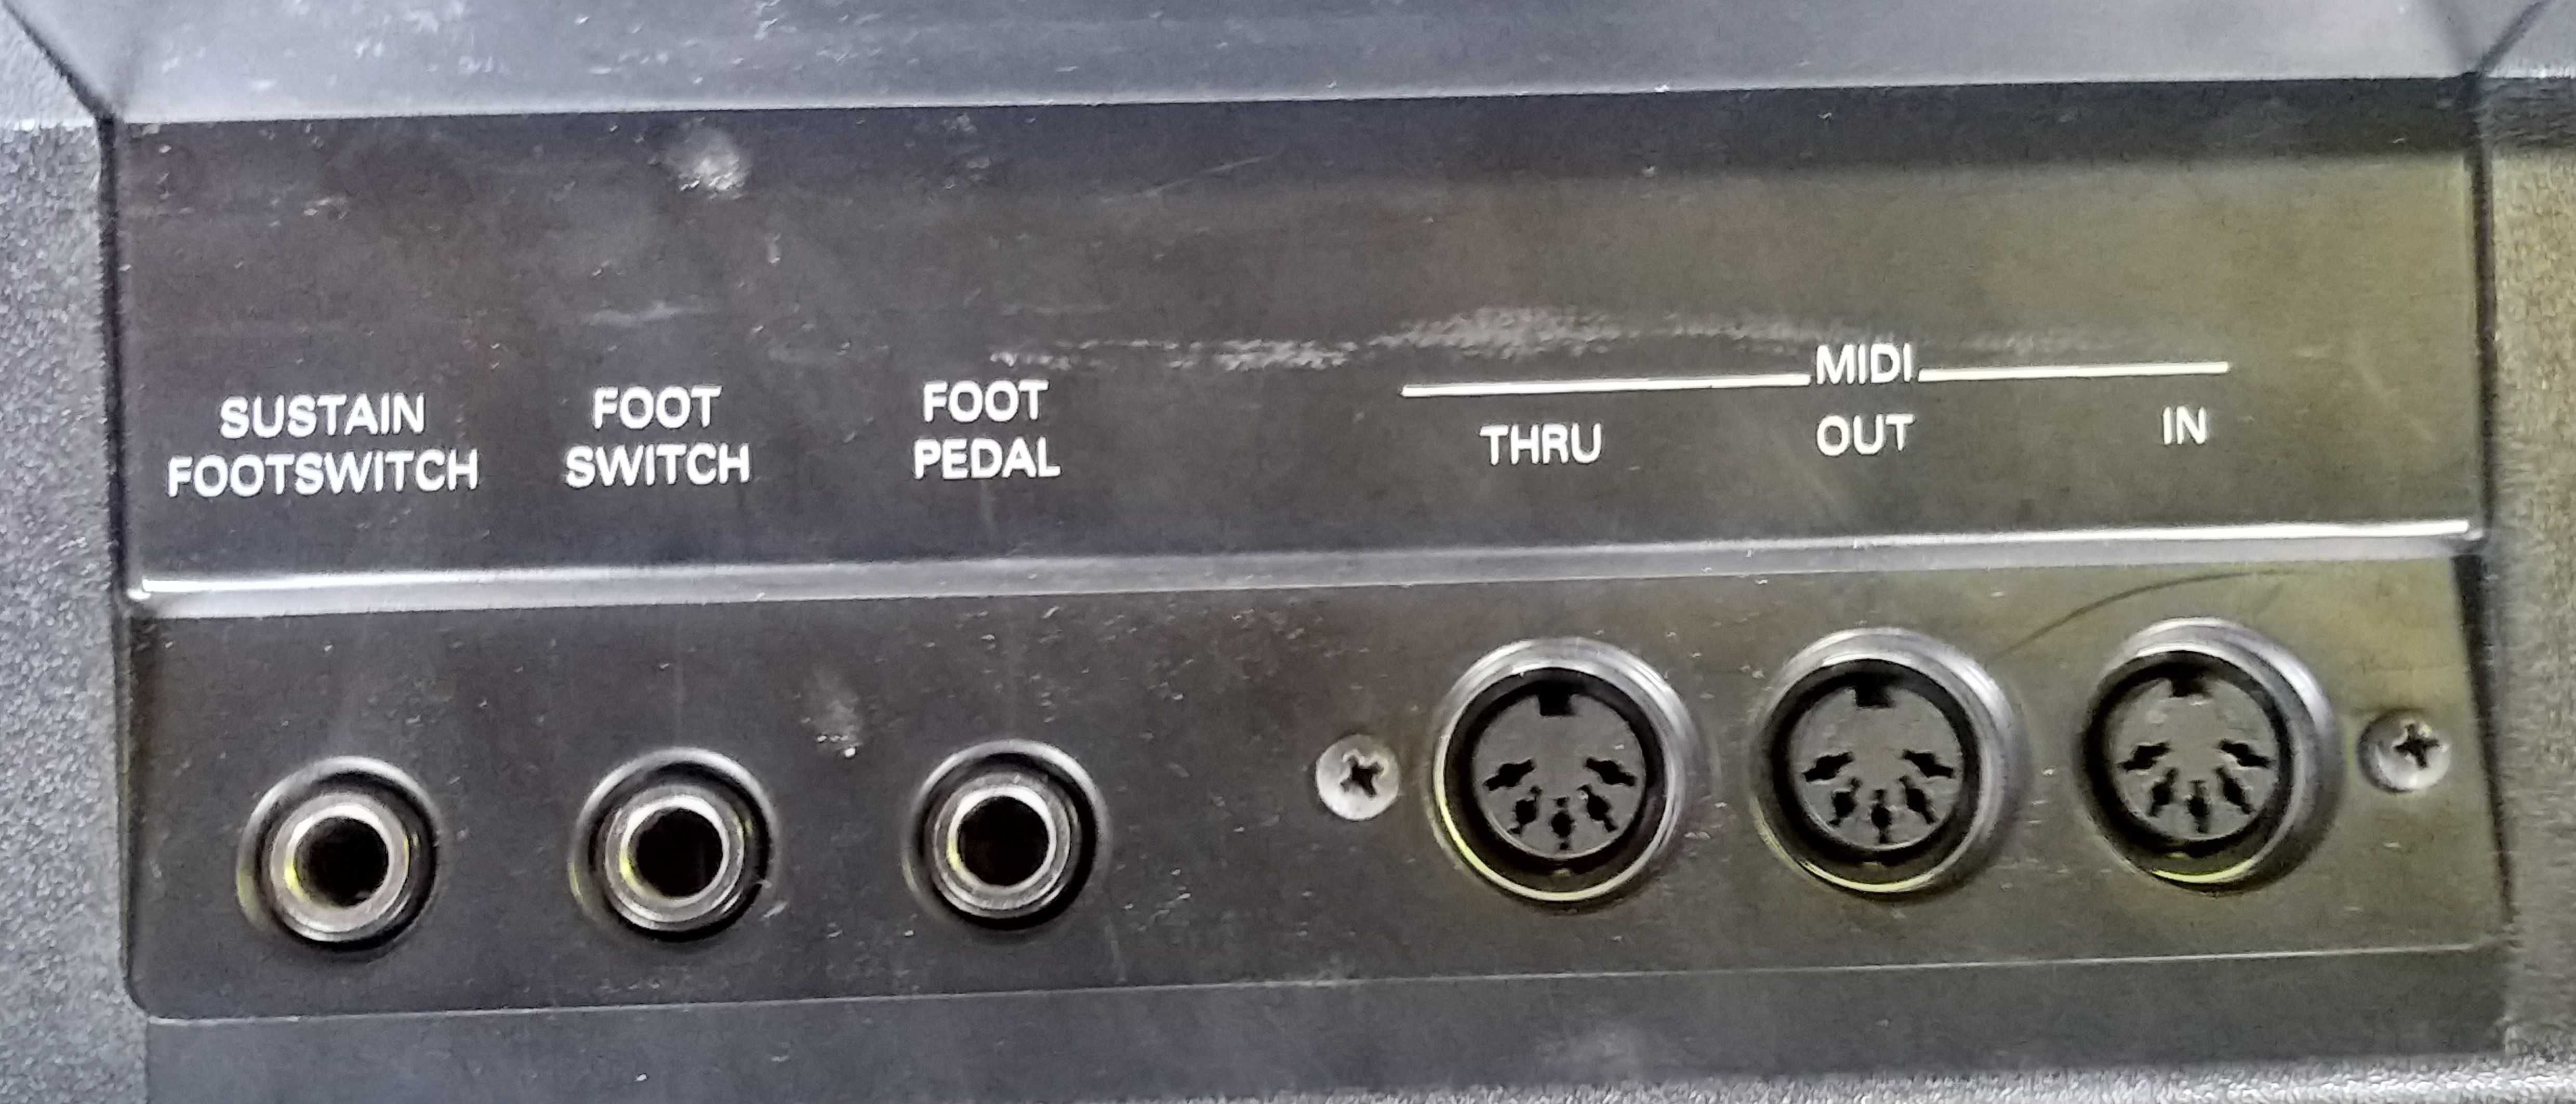 SUSTAIN
FOOTSWITCH
FOOT
SWITCH
FOOT
PEDAL
MIDI
THRU OUT IN